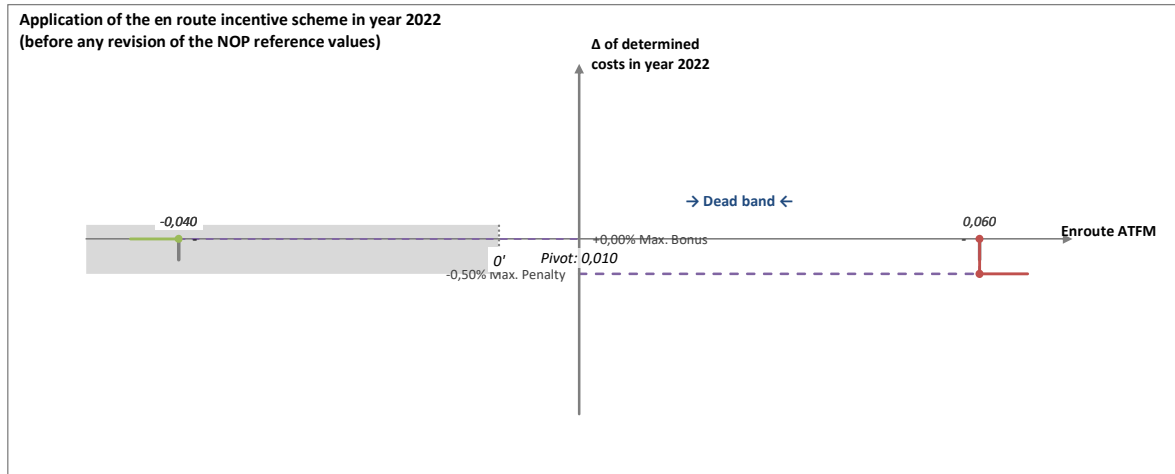 Application of the en route incentive scheme in year 2022
(before any revision of the NOP reference values)
Δ of determined
costs in year 2022
→ Dead band ←
-0,040
0,060
Enroute ATFM
+0,00% Max. Bonus
0'
Pivot: 0,010
-0,50% Max. Penalty